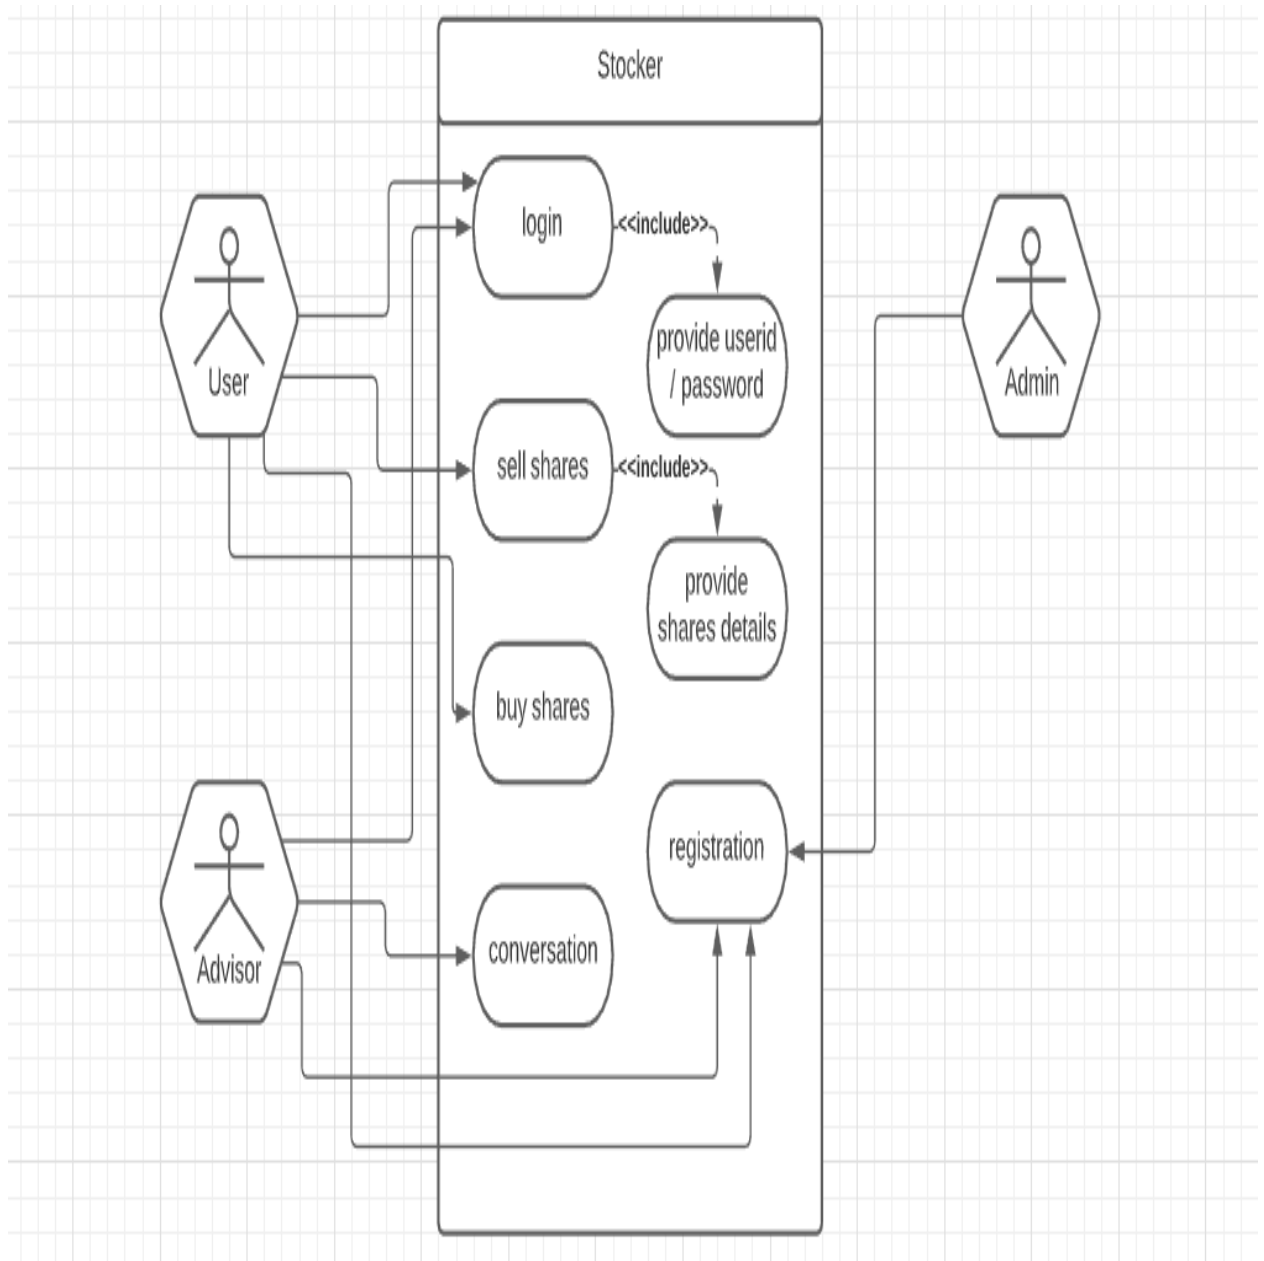 Stocker
login
<<include>>
provide userid
/ password
User
Admin
sell shares
<<include>>
provide
shares details
buy shares
registration
conversation
Advisor